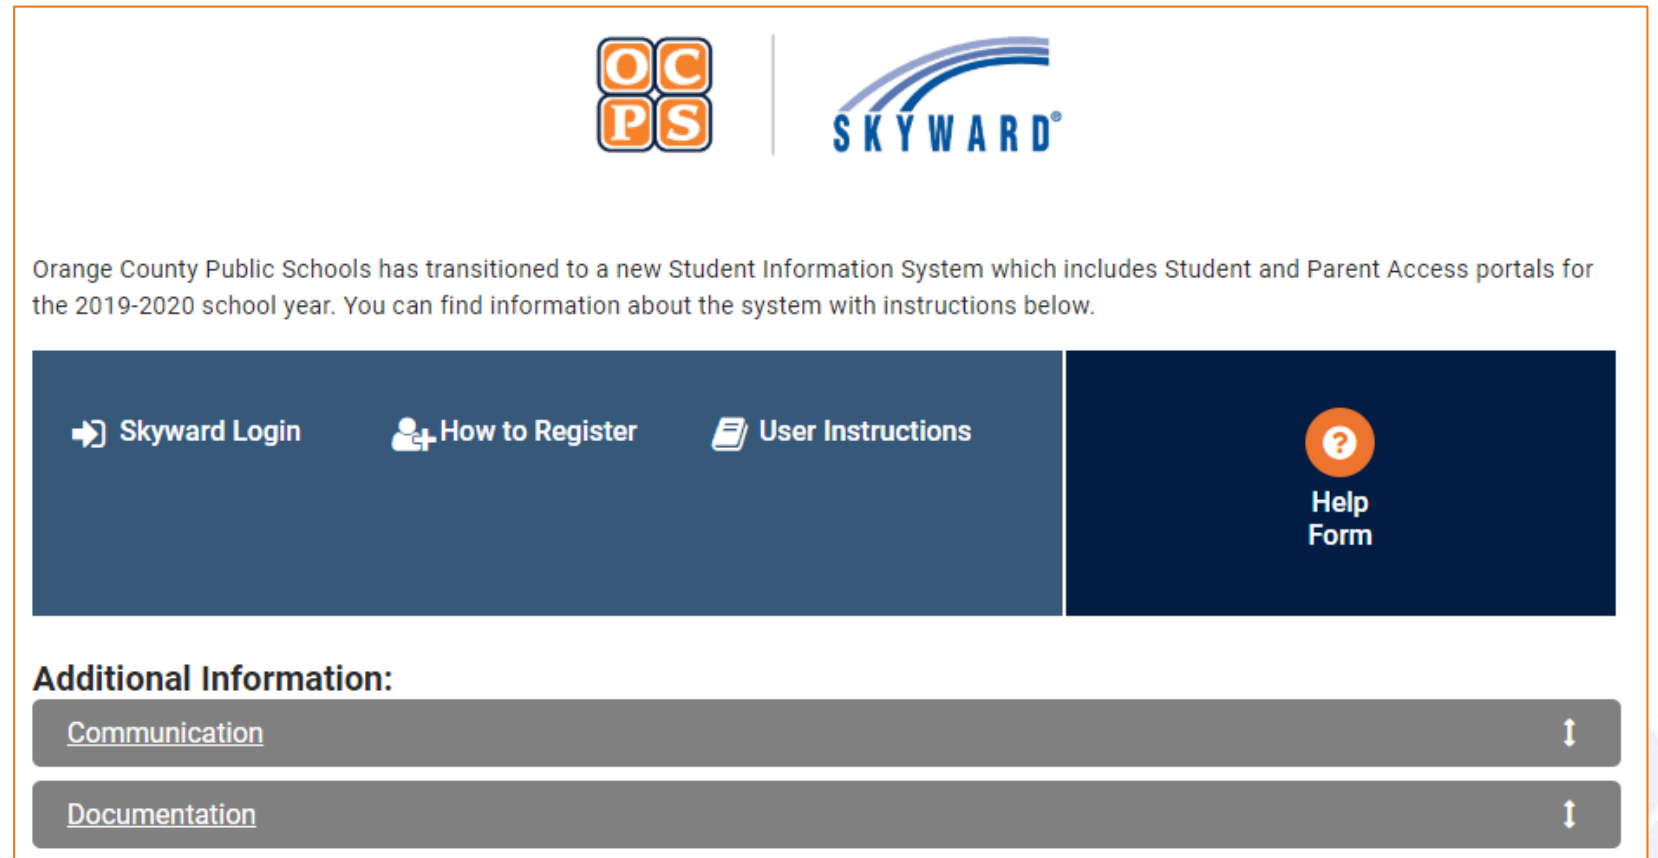 OC
PS
SKYWARD®
Orange County Public Schools has transitioned to a new Student Information System which includes Student and Parent Access portals for
the 2019-2020 school year. You can find information about the system with instructions below.
Skyward Login
How to Register
User Instructions
?
Help
Form
Additional Information:
Communication
Documentation